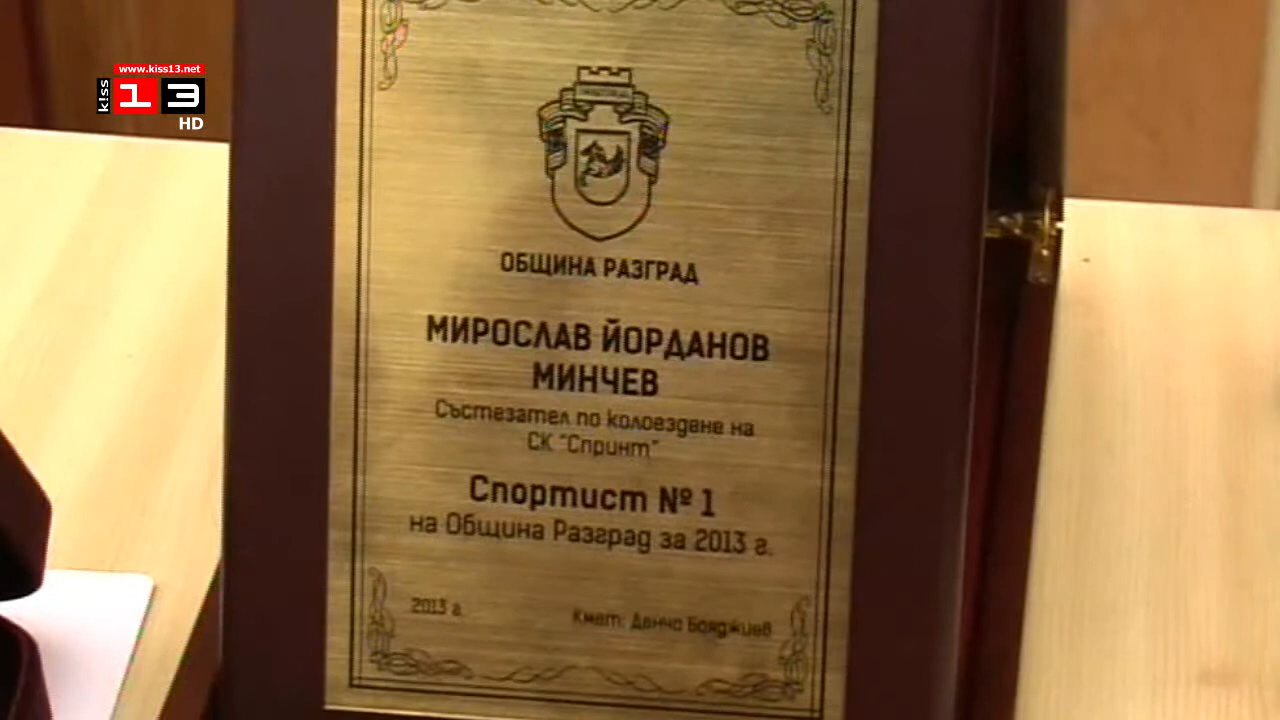 www.kiss13.net
k!ss 13
HD
ОБЩИНА РАЗГРАД
МИРОСЛАВ ЙОРДАНОВ
МИНЧЕВ
Състезател по колоездене на
СК "Спринт"
Спортист № 1
на Община Разград за 2013 г.
2013 г. Кмет: Денчо Бояджиев